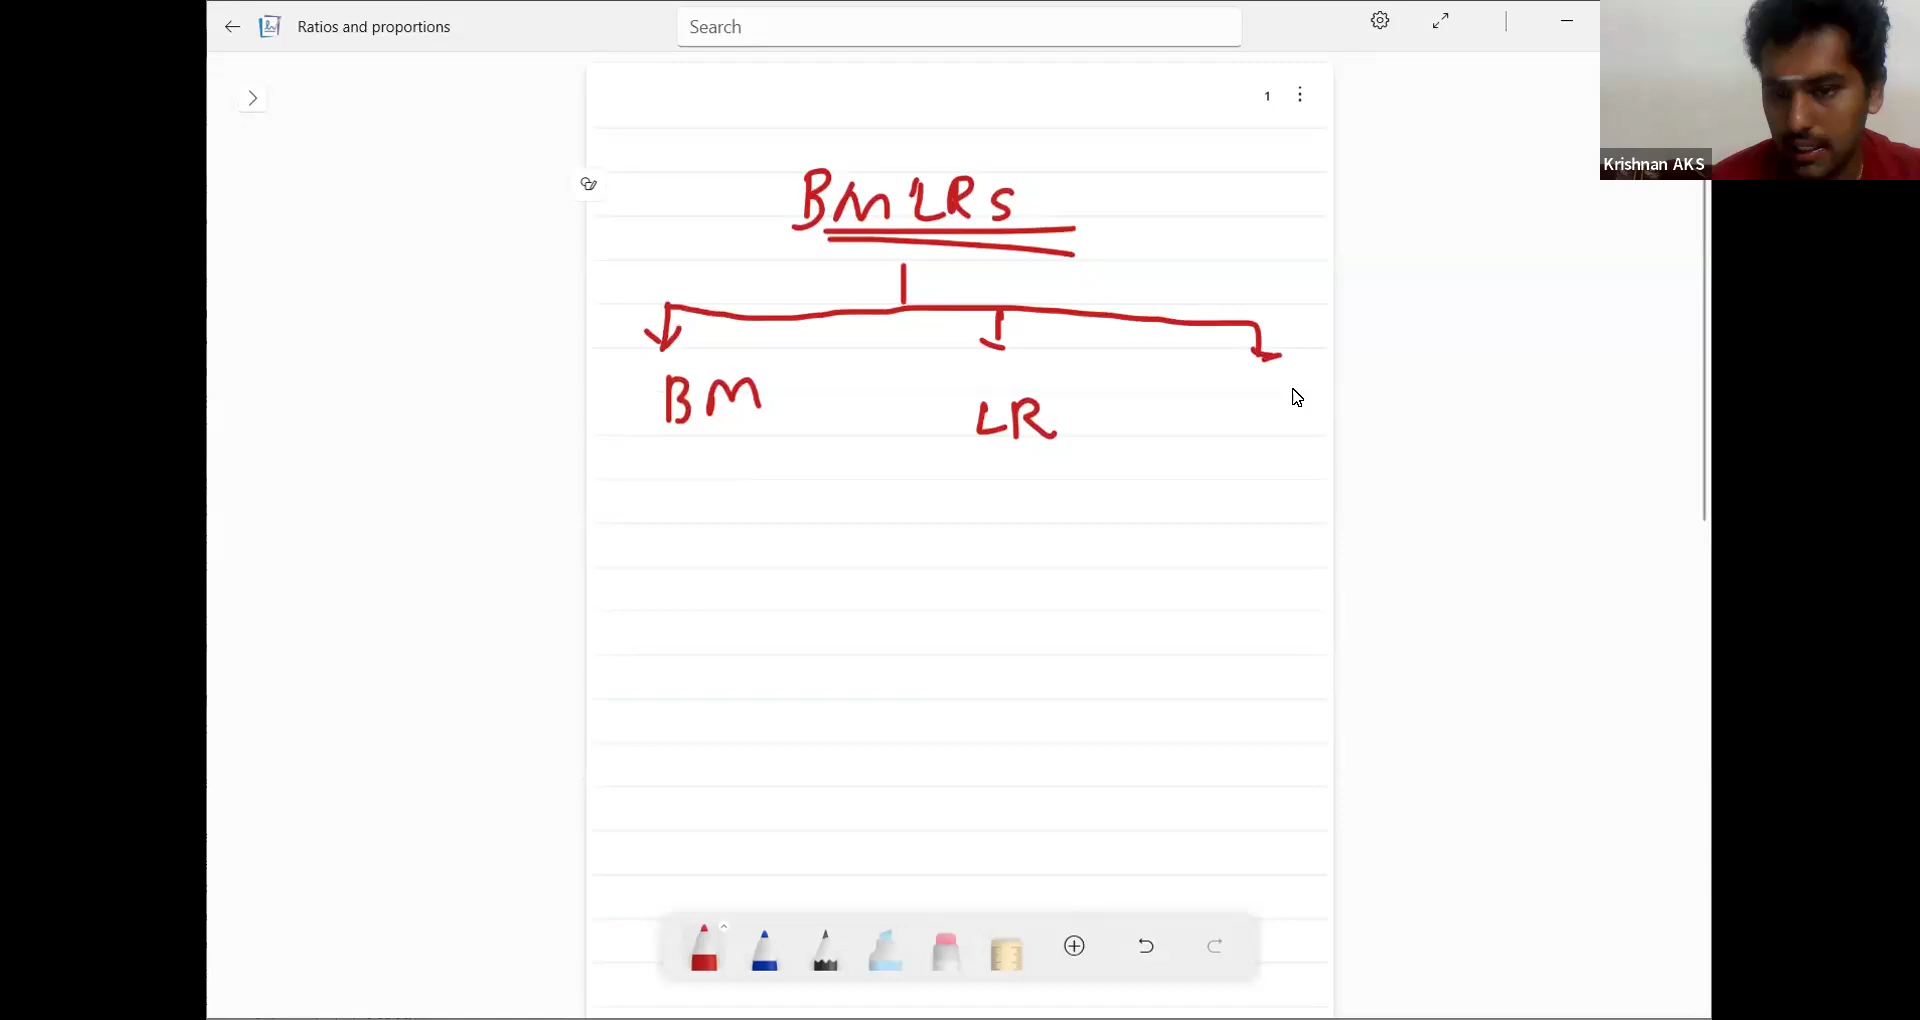 Ratios and proportions
Search
Krishnan AKS
1
BMLRs
BM
LR